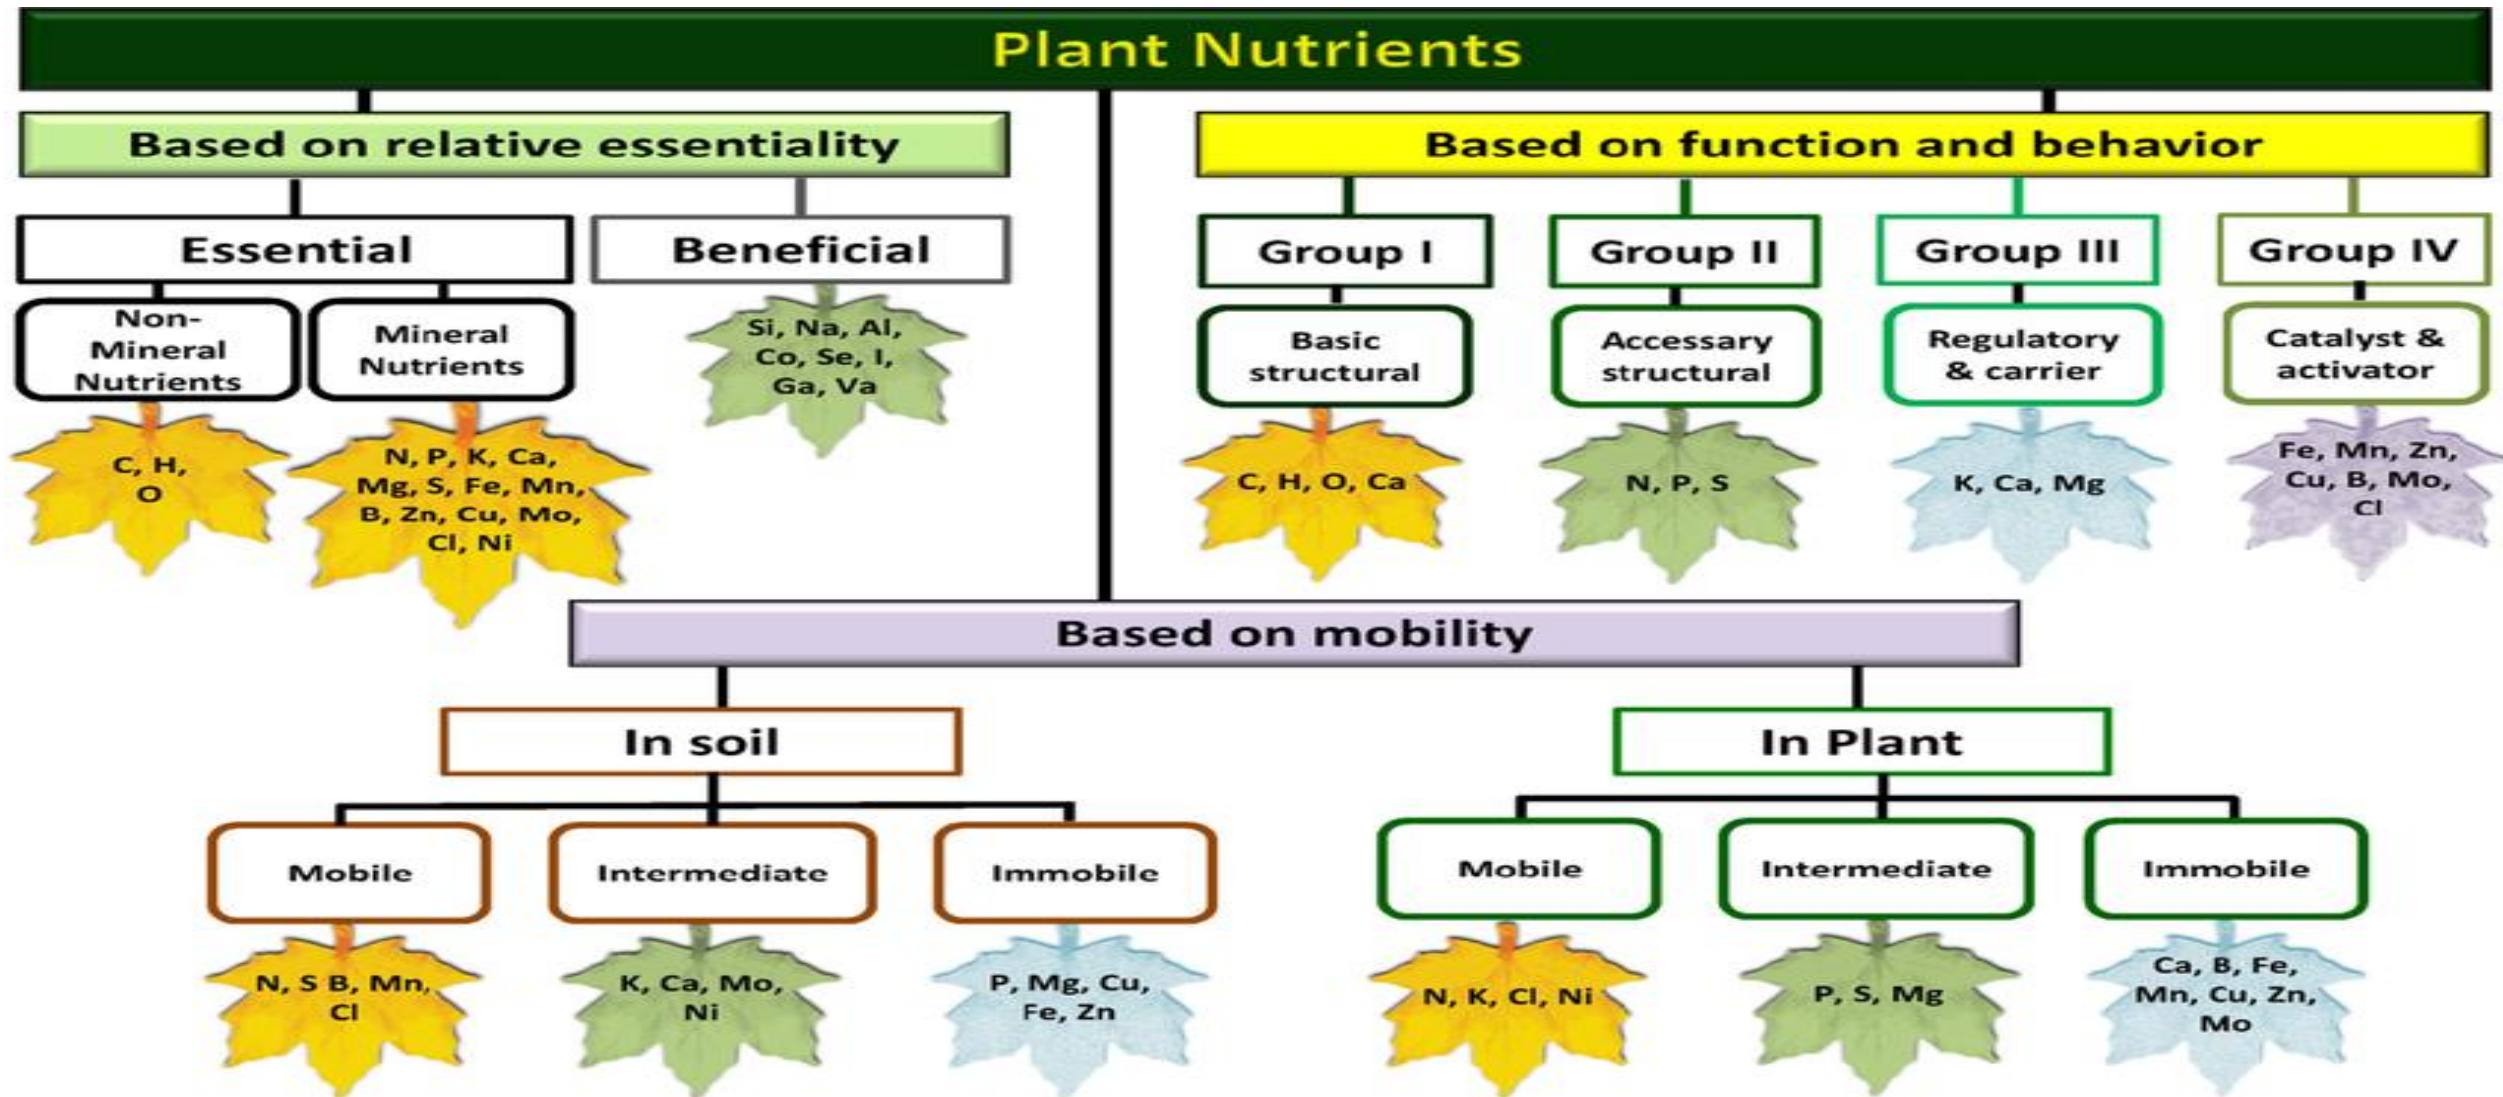 Plant Nutrients
Based on relative essentiality
Essential
Non-
Mineral
Nutrients
C, H,
O
Mineral
Nutrients
N, P, K, Ca,
Mg, S, Fe, Mn,
B, Zn, Cu, Mo,
Cl, Ni
Beneficial
Si, Na, Al,
Co, Se, I,
Ga, Va
Based on function and behavior
Group I
Basic
structural
C, H, O, Ca
Group II
Accessary
structural
N, P, S
Group III
Regulatory
& carrier
K, Ca, Mg
Group IV
Catalyst &
activator
Fe, Mn, Zn,
Cu, B, Mo,
Cl
Based on mobility
In soil
Mobile
N, S B, Mn,
Cl
Intermediate
K, Ca, Mo,
Ni
Immobile
P, Mg, Cu,
Fe, Zn
In Plant
Mobile
N, K, Cl, Ni
Intermediate
P, S, Mg
Immobile
Ca, B, Fe,
Mn, Cu, Zn,
Mo